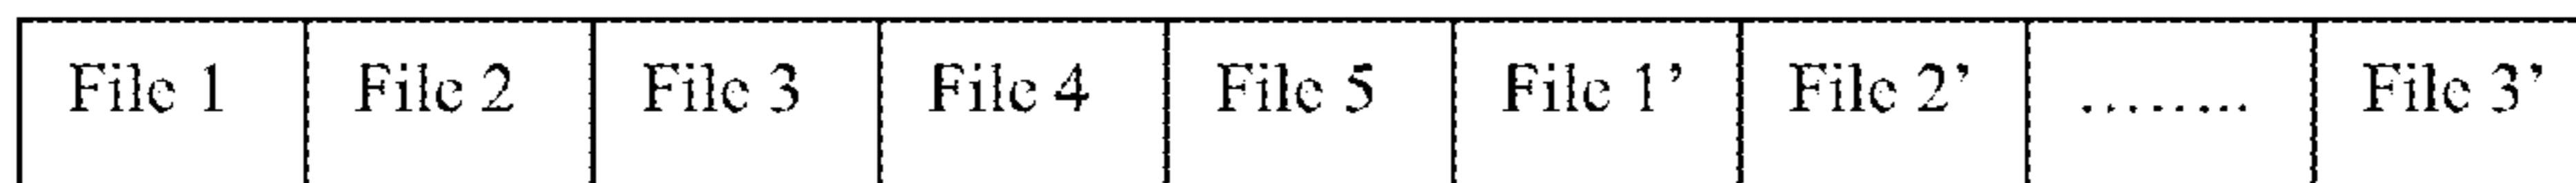 File 1 File 2 File 3 File 4 File 5 File 1’ File 2’ ........ File 3’